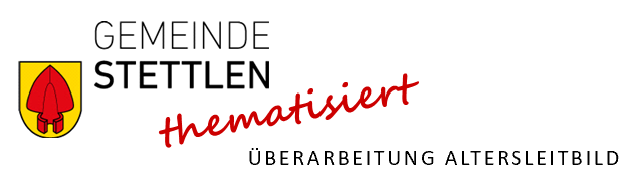 GEMEINDE
STETTLEN
thematisiert
ÜBERARBEITUNG ALTERSLEITBILD